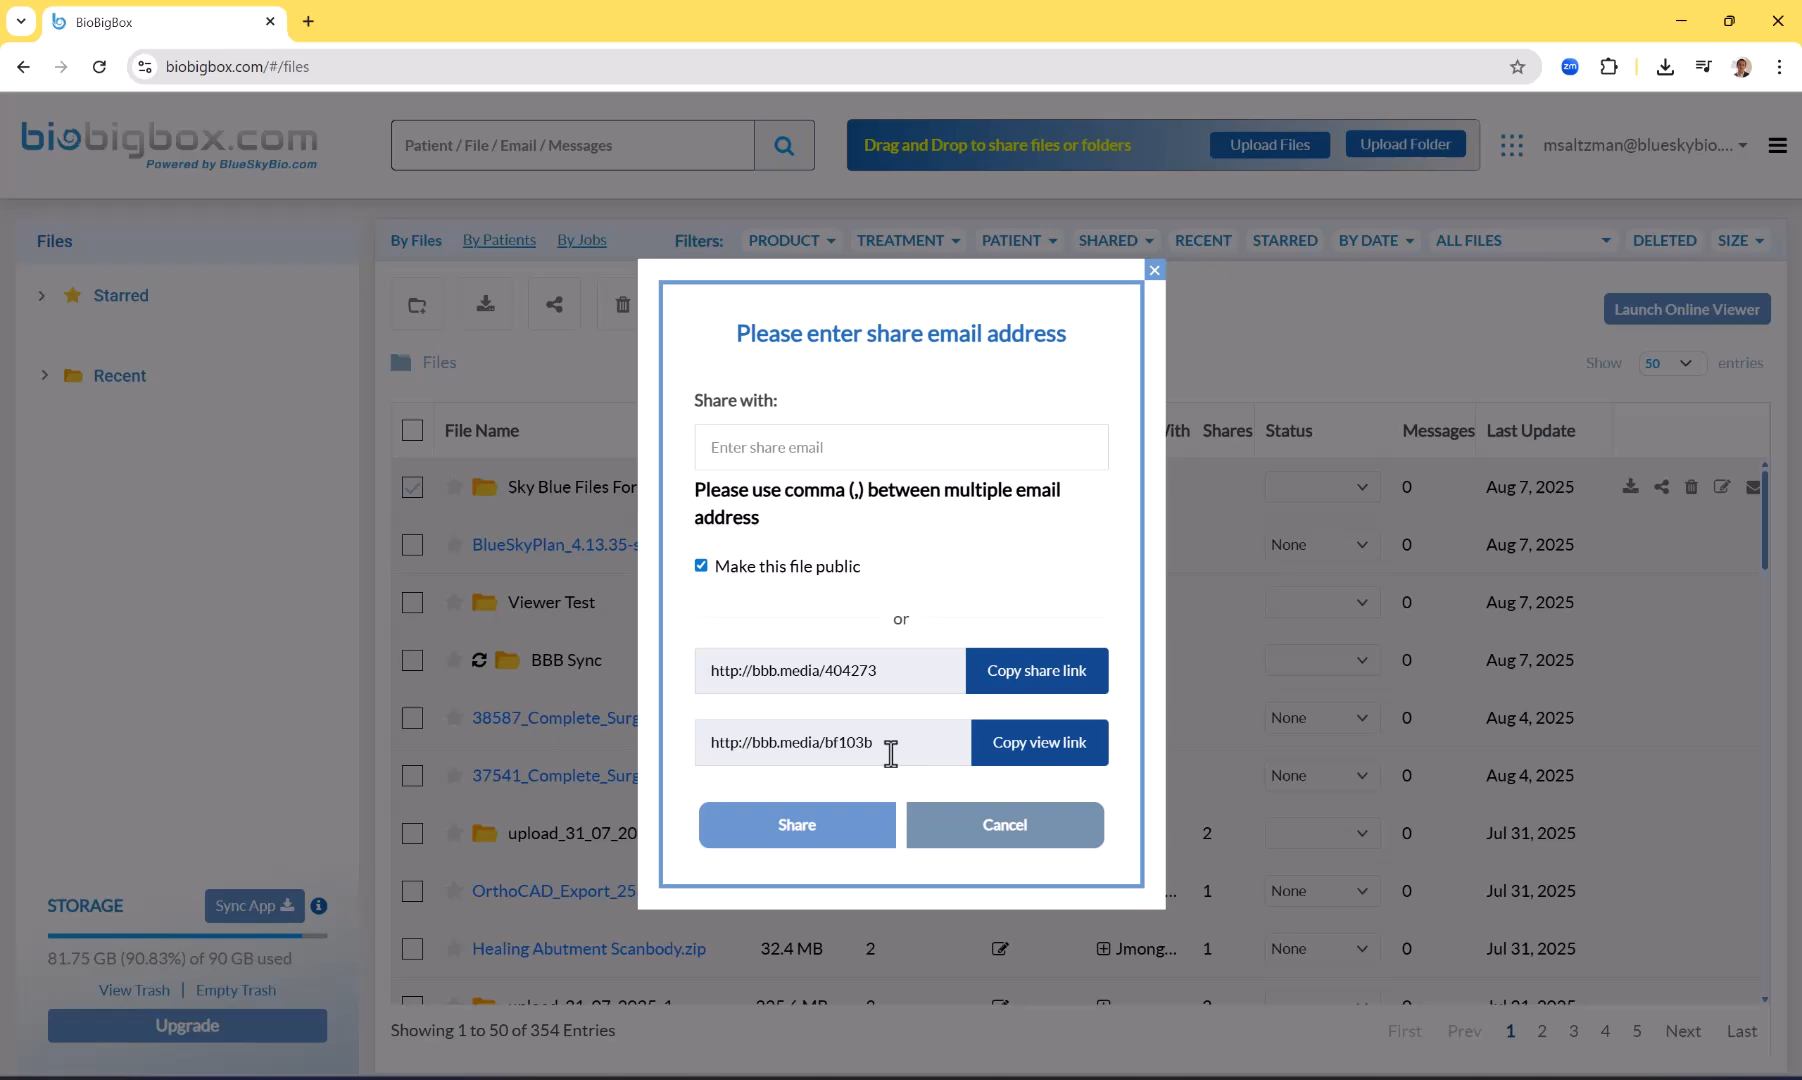 BioBigBox
biobigbox.com/#/files
zm
biobigbox.com
Powered by BlueSkyBio.com
Patient / File / Email / Messages
Drag and Drop to share files or folders
Upload Files
Upload Folder
msaltzman@blueskybio....
Files
By Files
By Patients
By Jobs
Filters:
PRODUCT
TREATMENT
PATIENT
SHARED
RECENT
STARRED
BY DATE
ALL FILES
DELETED
SIZE
Starred
Recent
Launch Online Viewer
Files
Show
50
entries
File Name
Shares
Status
Messages
Last Update
Sky Blue Files For
0
Aug 7, 2025
BlueSkyPlan_4.13.35-
None
0
Aug 7, 2025
Viewer Test
0
Aug 7, 2025
BBB Sync
0
Aug 7, 2025
38587_Complete_Surg
None
0
Aug 4, 2025
37541_Complete_Surg
None
0
Aug 4, 2025
upload_31_07_20
2
0
Jul 31, 2025
OrthoCAD_Export_25
...
1
None
0
Jul 31, 2025
Healing Abutment Scanbody.zip
32.4 MB
2
Jmong...
1
None
0
Jul 31, 2025
Please enter share email address
Share with:
Enter share email
Please use comma (,) between multiple email
address
Make this file public
or
http://bbb.media/404273
Copy share link
http://bbb.media/bf103b
Copy view link
Share
Cancel
STORAGE
Sync App
81.75 GB (90.83%) of 90 GB used
View Trash | Empty Trash
Upgrade
Showing 1 to 50 of 354 Entries
First
Prev
1
2
3
4
5
Next
Last